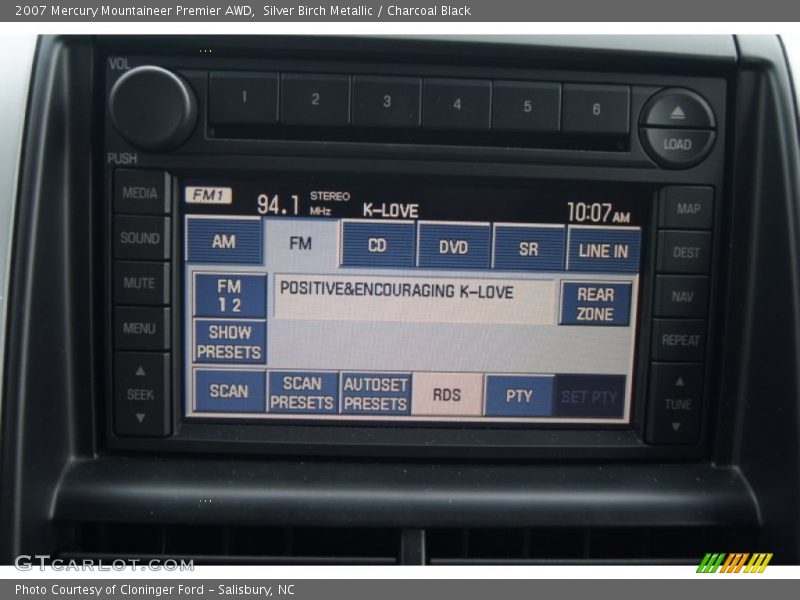 2007 Mercury Mountaineer Premier AWD,  Silver Birch Metallic / Charcoal Black
VOL
PUSH
1 2 3 4 5 6
LOAD
MEDIA
SOUND
MUTE
MENU
SEEK
MAP
DEST
NAV
REPEAT
TUNE
FM1 94.1 MHz STEREO K-LOVE 10:07 AM
AM FM CD DVD SR LINE IN
FM
1 2
POSITIVE&ENCOURAGING K-LOVE
REAR
ZONE
SHOW
PRESETS
SCAN
SCAN
PRESETS
AUTOSET
PRESETS
RDS
PTY
SET PTY
GTCARLOT.COM
Photo Courtesy of Cloninger Ford – Salisbury, NC